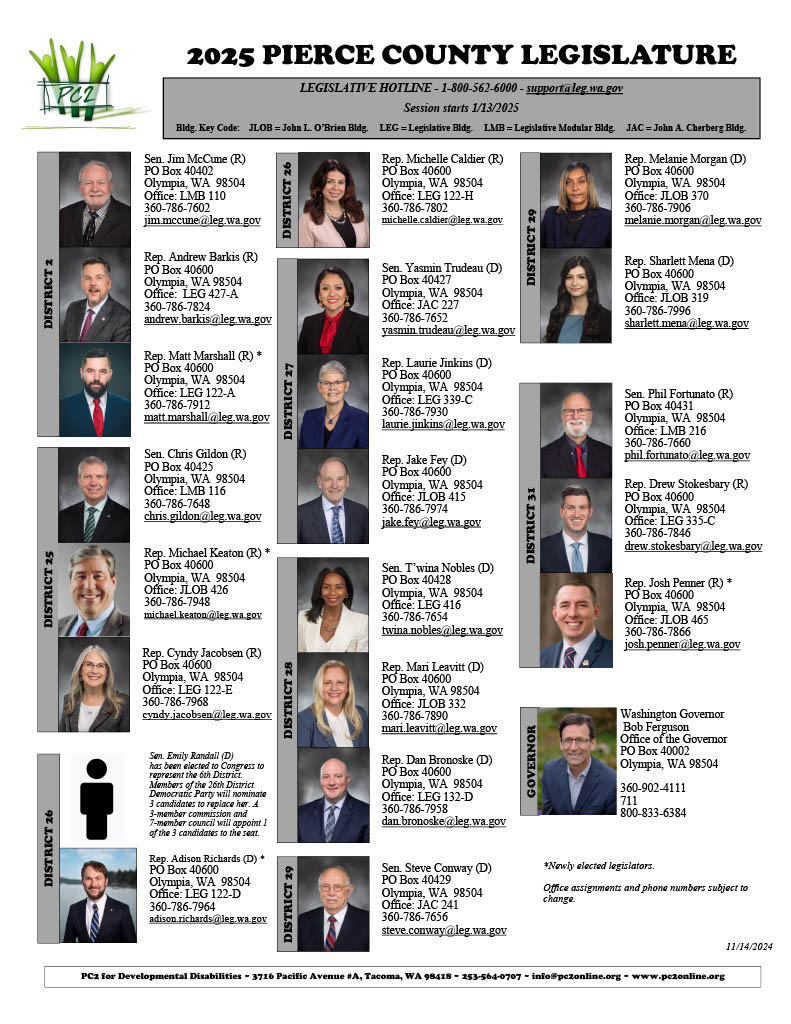 2025 PIERCE COUNTY LEGISLATURE
PC2
LEGISLATIVE HOTLINE - 1-800-562-6000 - support@leg.wa.gov
Session starts 1/13/2025
Bldg. Key Code: JLOB = John L. O'Brien Bldg. LEG = Legislative Bldg. LMB = Legislative Modular Bldg. JAC = John A. Cherberg Bldg.
DISTRICT 2
Sen. Jim McCune (R)
PO Box 40402
Olympia, WA 98504
Office: LMB 110
360-786-7602
jim.mccune@leg.wa.gov
Rep. Andrew Barkis (R)
PO Box 40600
Olympia, WA 98504
Office: LEG 427-A
360-786-7824
andrew.barkis@leg.wa.gov
Rep. Matt Marshall (R) *
PO Box 40600
Olympia, WA 98504
Office: LEG 122-A
360-786-7912
matt.marshall@leg.wa.gov
DISTRICT 25
Sen. Chris Gildon (R)
PO Box 40425
Olympia, WA 98504
Office: LMB 116
360-786-7648
chris.gildon@leg.wa.gov
Rep. Michael Keaton (R) *
PO Box 40600
Olympia, WA 98504
Office: JLOB 426
360-786-7948
michael.keaton@leg.wa.gov
Rep. Cyndy Jacobsen (R)
PO Box 40600
Olympia, WA 98504
Office: LEG 122-E
360-786-7968
cyndy.jacobsen@leg.wa.gov
DISTRICT 26
Sen. Emily Randall (D)
has been elected to Congress to
represent the 6th District.
Members of the 26th District
Democratic Party will nominate
3 candidates to replace her. A
3-member commission and
7-member council will appoint 1
of the 3 candidates to the seat.
Rep. Adison Richards (D) *
PO Box 40600
Olympia, WA 98504
Office: LEG 122-D
360-786-7964
adison.richards@leg.wa.gov
DISTRICT 26
Rep. Michelle Caldier (R)
PO Box 40600
Olympia, WA 98504
Office: LEG 122-H
360-786-7802
michelle.caldier@leg.wa.gov
DISTRICT 27
Sen. Yasmin Trudeau (D)
PO Box 40427
Olympia, WA 98504
Office: JAC 227
360-786-7652
yasmin.trudeau@leg.wa.gov
Rep. Laurie Jinkins (D)
PO Box 40600
Olympia, WA 98504
Office: LEG 339-C
360-786-7930
laurie.jinkins@leg.wa.gov
Rep. Jake Fey (D)
PO Box 40600
Olympia, WA 98504
Office: JLOB 415
360-786-7974
jake.fey@leg.wa.gov
DISTRICT 28
Sen. T'wina Nobles (D)
PO Box 40428
Olympia, WA 98504
Office: LEG 416
360-786-7654
twina.nobles@leg.wa.gov
Rep. Mari Leavitt (D)
PO Box 40600
Olympia, WA 98504
Office: JLOB 332
360-786-7890
mari.leavitt@leg.wa.gov
Rep. Dan Bronoske (D)
PO Box 40600
Olympia, WA 98504
Office: LEG 132-D
360-786-7958
dan.bronoske@leg.wa.gov
DISTRICT 29
Sen. Steve Conway (D)
PO Box 40429
Olympia, WA 98504
Office: JAC 241
360-786-7656
steve.conway@leg.wa.gov
DISTRICT 29
Rep. Melanie Morgan (D)
PO Box 40600
Olympia, WA 98504
Office: JLOB 370
360-786-7906
melanie.morgan@leg.wa.gov
Rep. Sharlett Mena (D)
PO Box 40600
Olympia, WA 98504
Office: JLOB 319
360-786-7996
sharlett.mena@leg.wa.gov
DISTRICT 31
Sen. Phil Fortunato (R)
PO Box 40431
Olympia, WA 98504
Office: LMB 216
360-786-7660
phil.fortunato@leg.wa.gov
Rep. Drew Stokesbary (R)
PO Box 40600
Olympia, WA 98504
Office: LEG 335-C
360-786-7846
drew.stokesbary@leg.wa.gov
Rep. Josh Penner (R) *
PO Box 40600
Olympia, WA 98504
Office: JLOB 465
360-786-7866
josh.penner@leg.wa.gov
GOVERNOR
Washington Governor
Bob Ferguson
Office of the Governor
PO Box 40002
Olympia, WA 98504
360-902-4111
711
800-833-6384
*Newly elected legislators.
Office assignments and phone numbers subject to
change.
11/14/2024
PC2 for Developmental Disabilities ~ 3716 Pacific Avenue #A, Tacoma, WA 98418 ~ 253-564-0707 ~ info@pc2online.org ~ www.pc2online.org